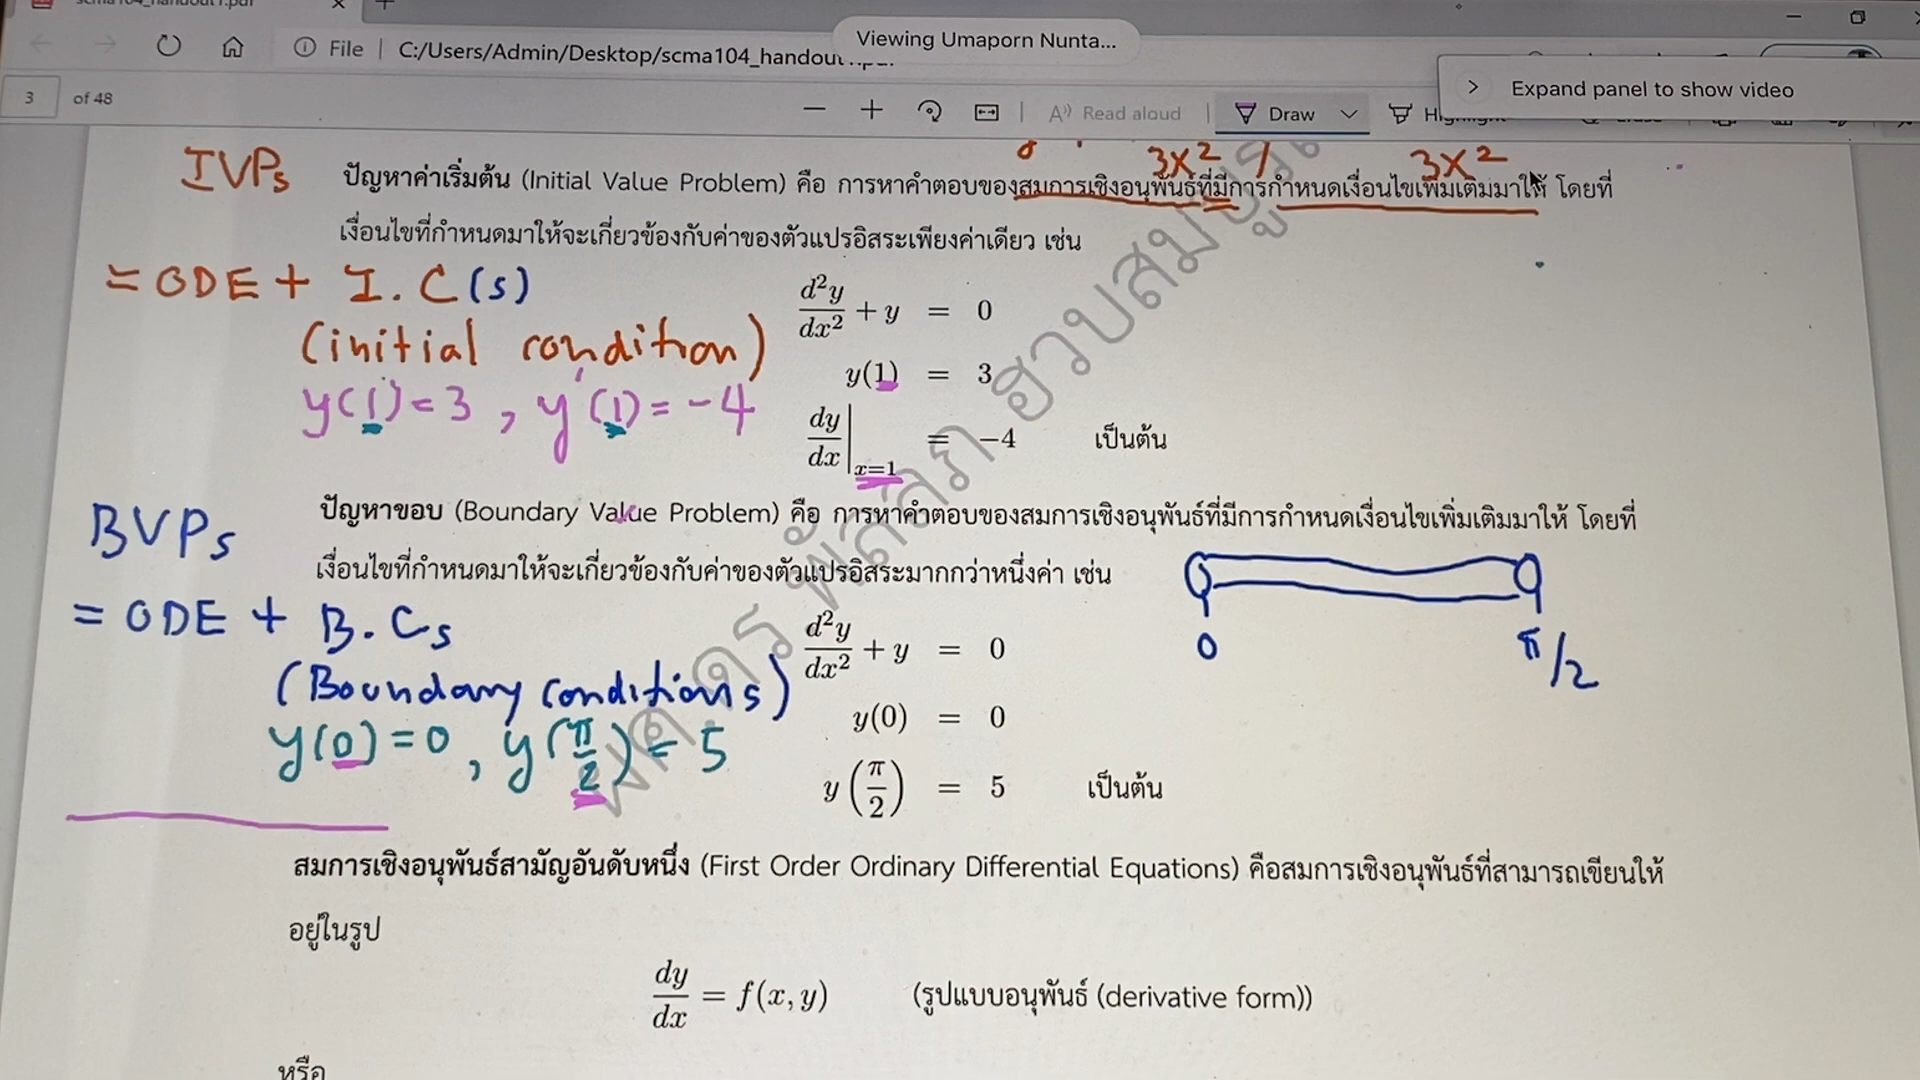 Viewing Umaporn Nunta...
File | C:/Users/Admin/Desktop/scma104_handout1.pdf
Expand panel to show video
3 of 48
Read aloud
Draw
IVPs
3x² 3x²
ปัญหาค่าเริ่มต้น (Initial Value Problem) คือ การหาคำตอบของสมการเชิงอนุพันธ์ที่มีการกำหนดเงื่อนไขเพิ่มเติมมาให้ โดยที่
เงื่อนไขที่กำหนดมาให้จะเกี่ยวข้องกับค่าของตัวแปรอิสระเพียงค่าเดียว เช่น
= ODE + I.C(s)
(initial condition)
y(1)=3, y'(1)=-4
d²y/dx² + y = 0
y(1) = 3
dy/dx|x=1 = −4 เป็นต้น
BVPs
ปัญหาขอบ (Boundary Value Problem) คือ การหาคำตอบของสมการเชิงอนุพันธ์ที่มีการกำหนดเงื่อนไขเพิ่มเติมมาให้ โดยที่
เงื่อนไขที่กำหนดมาให้จะเกี่ยวข้องกับค่าของตัวแปรอิสระมากกว่าหนึ่งค่า เช่น
= ODE + B.Cs
(Boundary conditions)
y(0)=0, y(π/2)=5
0 π/2
d²y/dx² + y = 0
y(0) = 0
y(π/2) = 5 เป็นต้น
สมการเชิงอนุพันธ์สามัญอันดับหนึ่ง (First Order Ordinary Differential Equations) คือสมการเชิงอนุพันธ์ที่สามารถเขียนให้
อยู่ในรูป
dy/dx = f(x, y) (รูปแบบอนุพันธ์ (derivative form))
หรือ